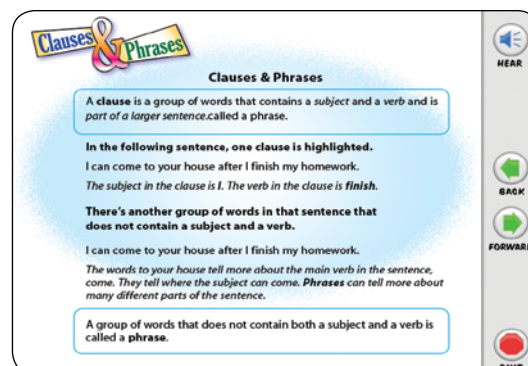 Clauses & Phrases
Clauses & Phrases
A clause is a group of words that contains a subject and a verb and is
part of a larger sentence.called a phrase.
In the following sentence, one clause is highlighted.
I can come to your house after I finish my homework.
The subject in the clause is I. The verb in the clause is finish.
There's another group of words in that sentence that
does not contain a subject and a verb.
I can come to your house after I finish my homework.
The words to your house tell more about the main verb in the sentence,
come. They tell where the subject can come. Phrases can tell more about
many different parts of the sentence.
A group of words that does not contain both a subject and a verb is
called a phrase.
HEAR
BACK
FORWARD